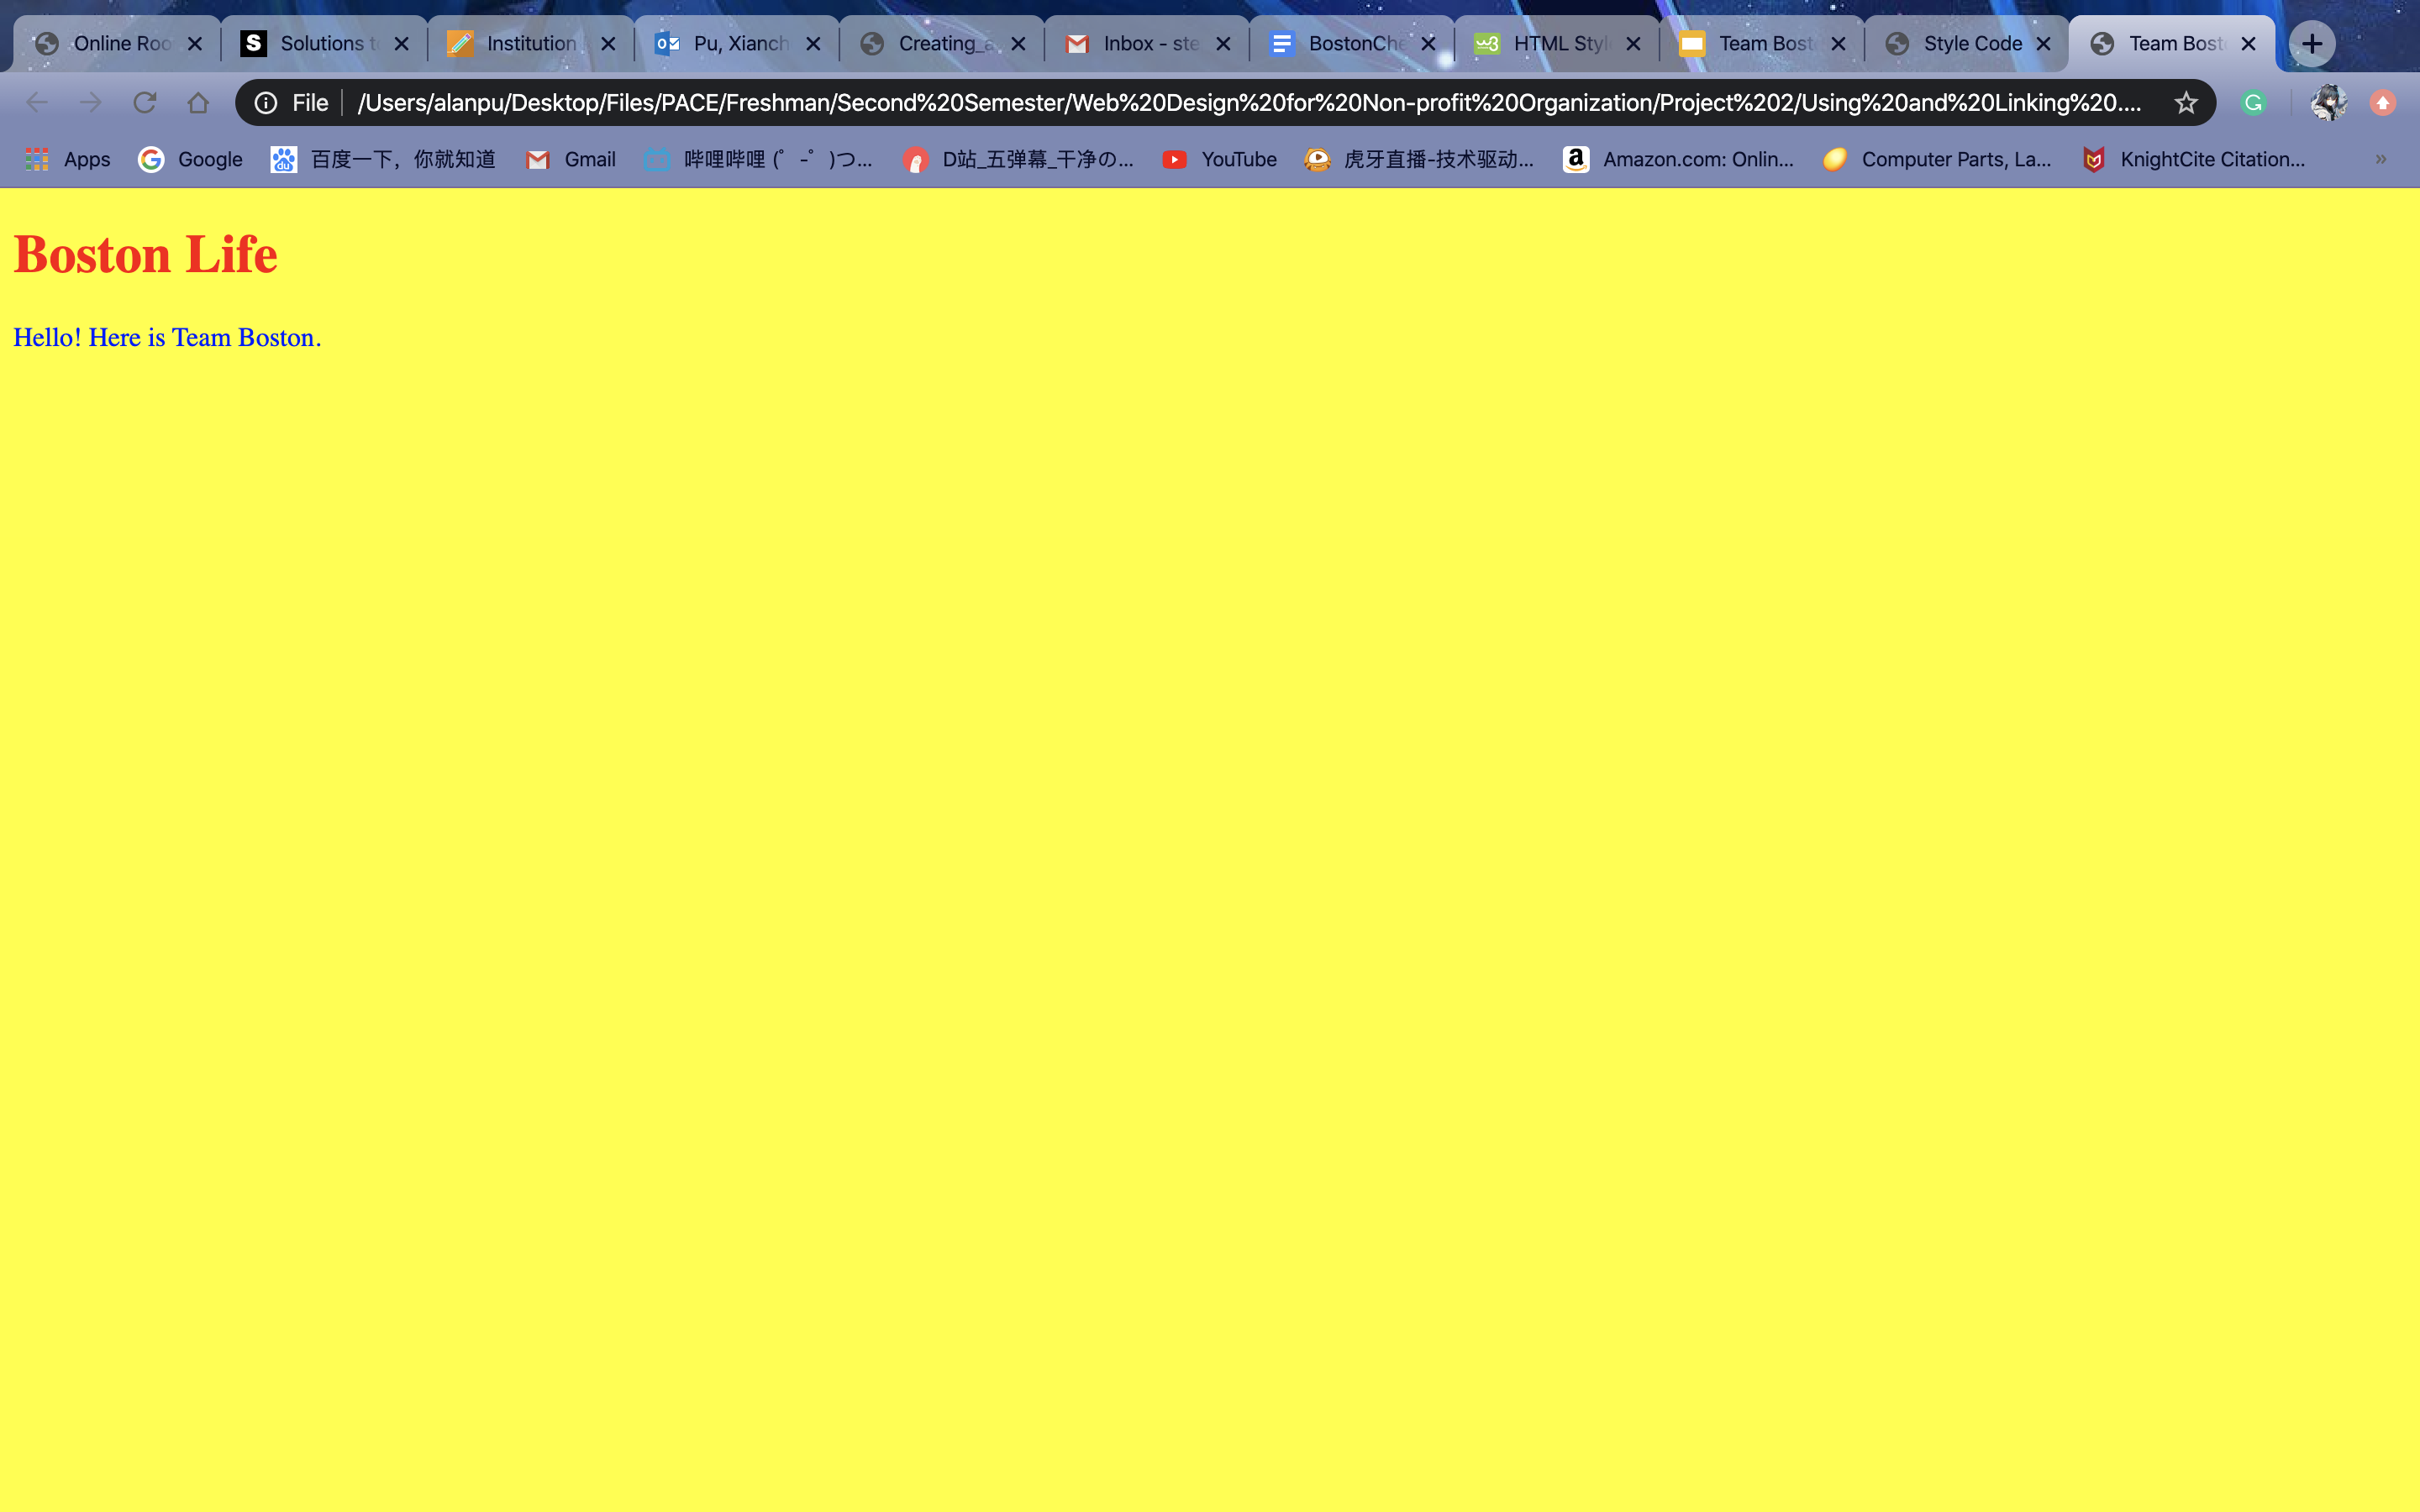 Online Roo Solutions t Institution Pu, Xianch Creating_a Inbox - ste BostonChe HTML Styl Team Bost Style Code Team Bost
File /Users/alanpu/Desktop/Files/PACE/Freshman/Second%20Semester/Web%20Design%20for%20Non-profit%20Organization/Project%202/Using%20and%20Linking%20....
Apps Google 百度一下，你就知道 Gmail 哔哩哔哩 (゜-゜)つ... D站_五弹幕_干净の... YouTube 虎牙直播-技术驱动... Amazon.com: Onlin... Computer Parts, La... KnightCite Citation... »
Boston Life
Hello! Here is Team Boston.